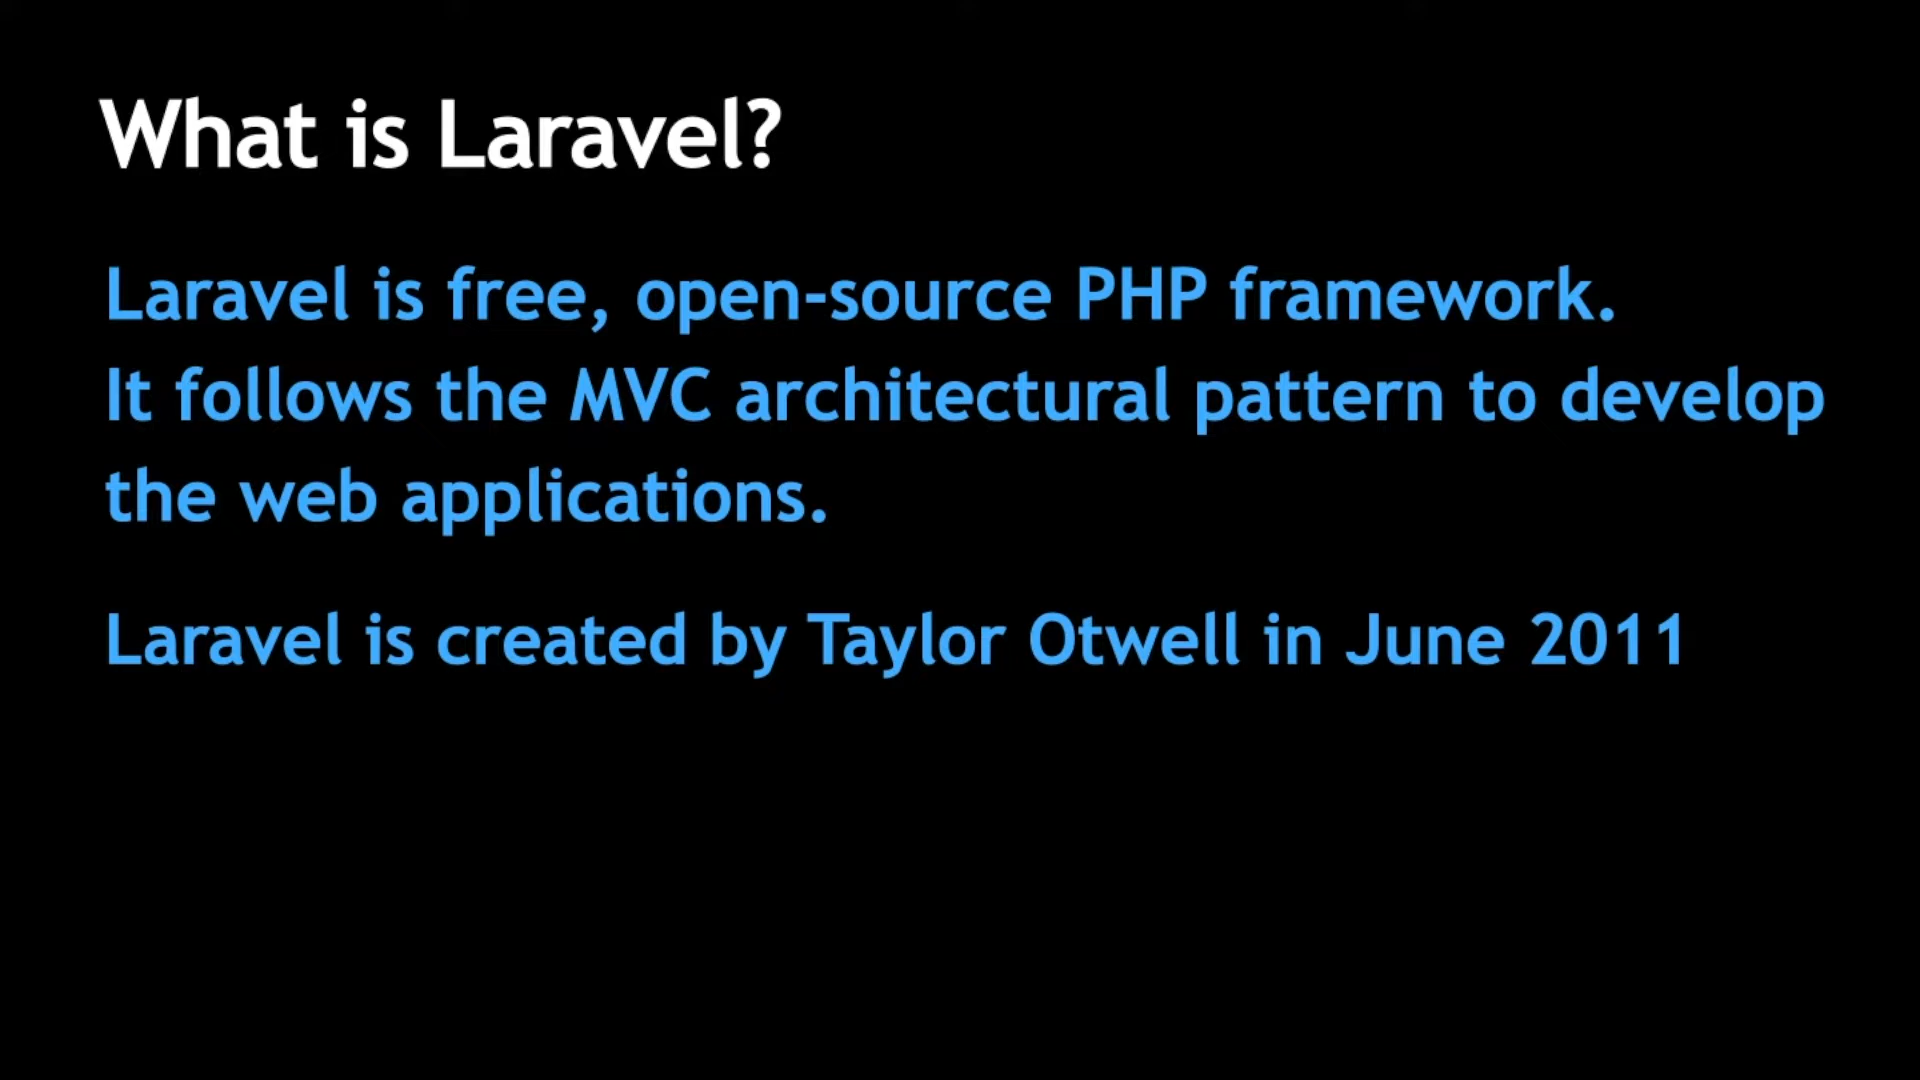 What is Laravel?
Laravel is free, open-source PHP framework.
It follows the MVC architectural pattern to develop
the web applications.
Laravel is created by Taylor Otwell in June 2011